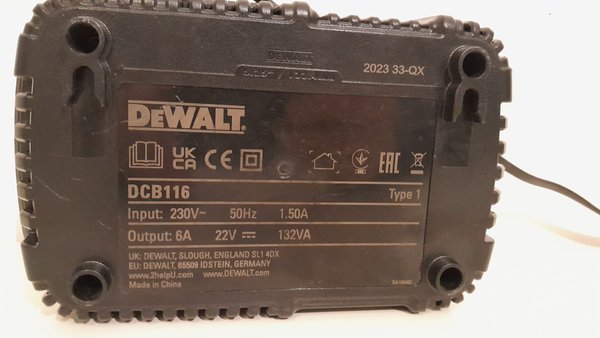 DEWALT
2023 33-QX
DEWALT.
UK
CA CE EAC
DCB116 Type 1
Input: 230V~ 50Hz 1.50A
Output: 6A 22V⎓ 132VA
UK: DEWALT, SLOUGH, ENGLAND SL1 4DX
EU: DEWALT, 65509 IDSTEIN, GERMANY
www.2helpU.com www.DEWALT.com
Made in China